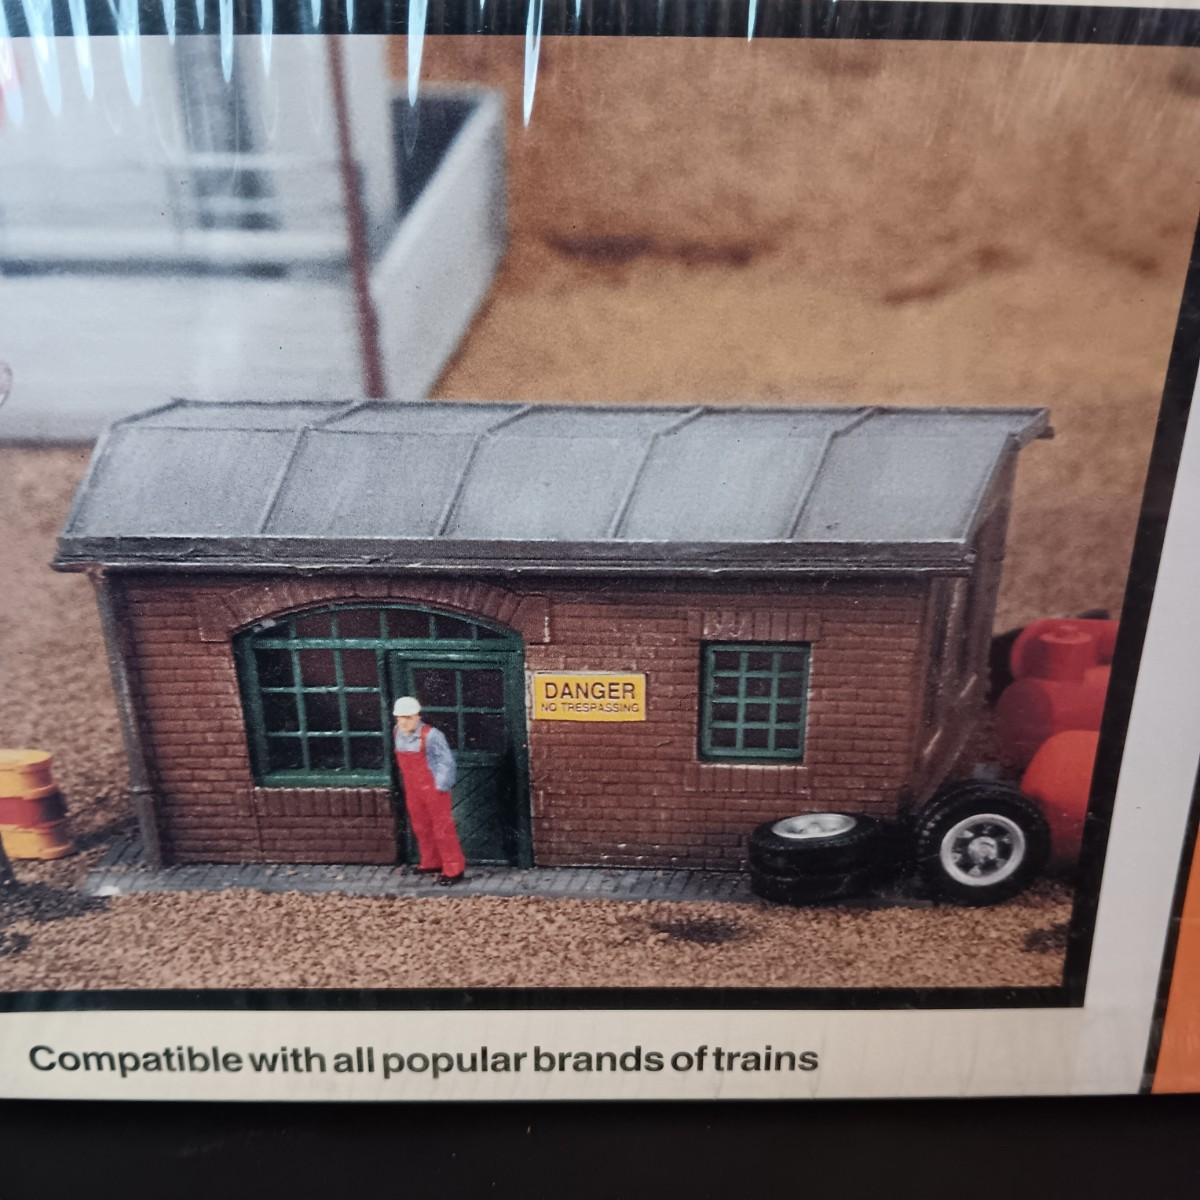 DANGER
NO TRESPASSING
Compatible with all popular brands of trains